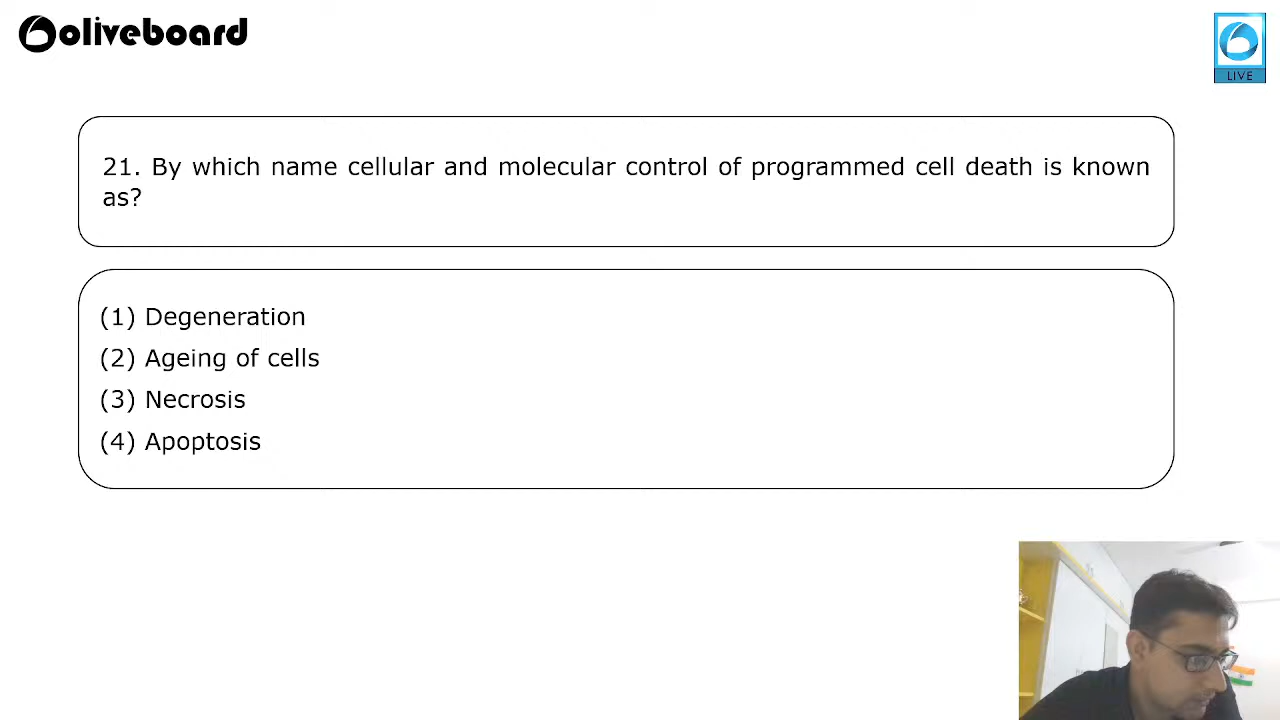 oliveboard
LIVE
21. By which name cellular and molecular control of programmed cell death is known
as?
(1) Degeneration
(2) Ageing of cells
(3) Necrosis
(4) Apoptosis